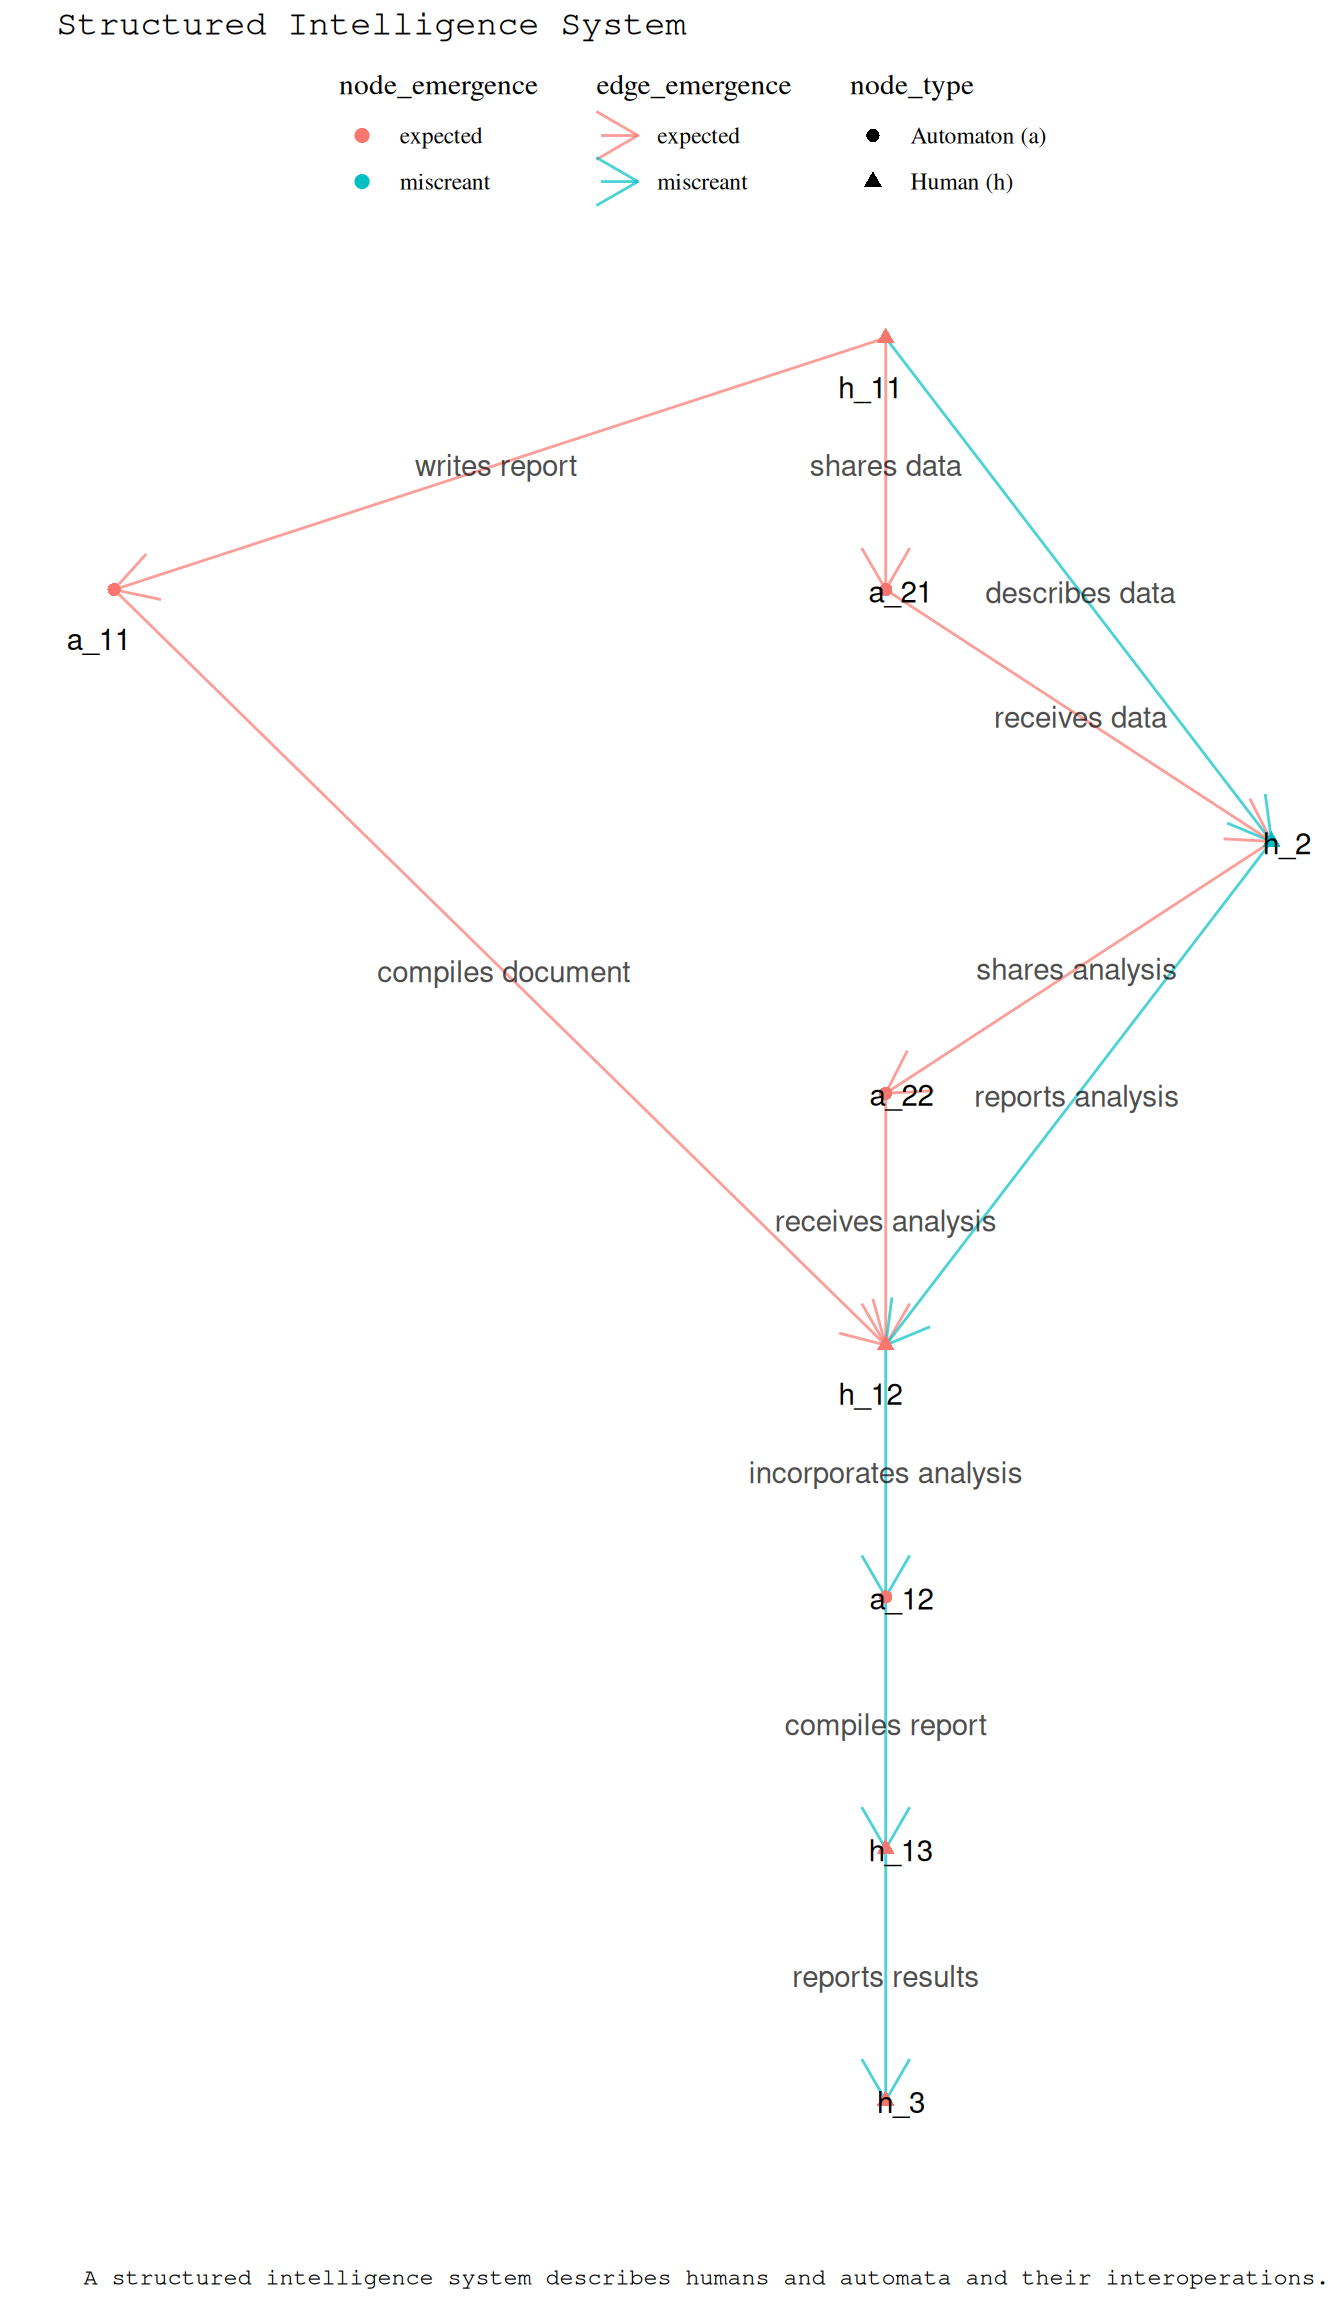 Structured Intelligence System
node_emergence edge_emergence node_type
expected expected Automaton (a)
miscreant miscreant Human (h)
h_11
writes report shares data
a_21 describes data
a_11
receives data
h_2
compiles document shares analysis
a_22 reports analysis
receives analysis
h_12
incorporates analysis
a_12
compiles report
h_13
reports results
h_3
A structured intelligence system describes humans and automata and their interoperations.